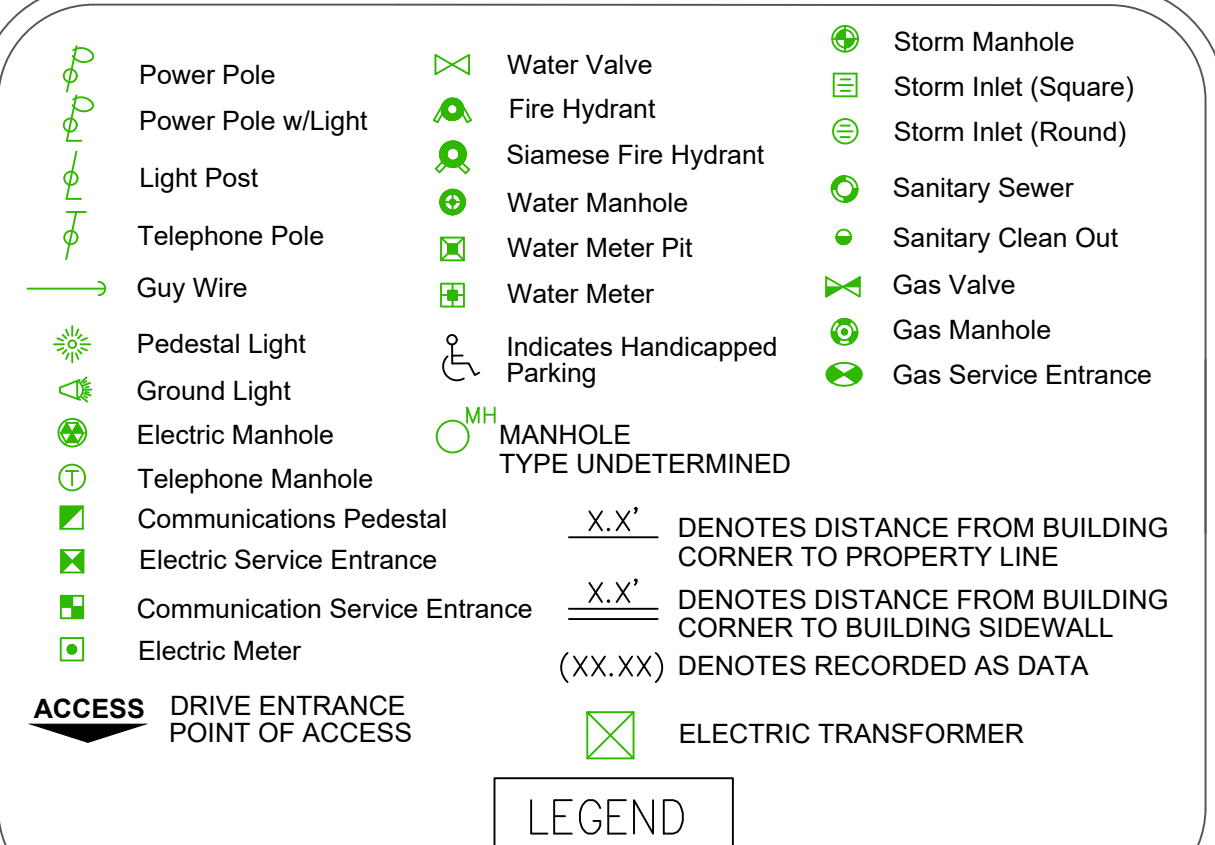 Power Pole
Power Pole w/Light
Light Post
Telephone Pole
Guy Wire
Pedestal Light
Ground Light
Electric Manhole
T
Telephone Manhole
Communications Pedestal
Electric Service Entrance
Communication Service Entrance
Electric Meter
ACCESS
DRIVE ENTRANCE
POINT OF ACCESS
Water Valve
Fire Hydrant
Siamese Fire Hydrant
Water Manhole
Water Meter Pit
Water Meter
Indicates Handicapped
Parking
MH
MANHOLE
TYPE UNDETERMINED
Storm Manhole
Storm Inlet (Square)
Storm Inlet (Round)
Sanitary Sewer
Sanitary Clean Out
Gas Valve
Gas Manhole
Gas Service Entrance
X.X' DENOTES DISTANCE FROM BUILDING
CORNER TO PROPERTY LINE
X.X' DENOTES DISTANCE FROM BUILDING
CORNER TO BUILDING SIDEWALL
(XX.XX) DENOTES RECORDED AS DATA
ELECTRIC TRANSFORMER
LEGEND